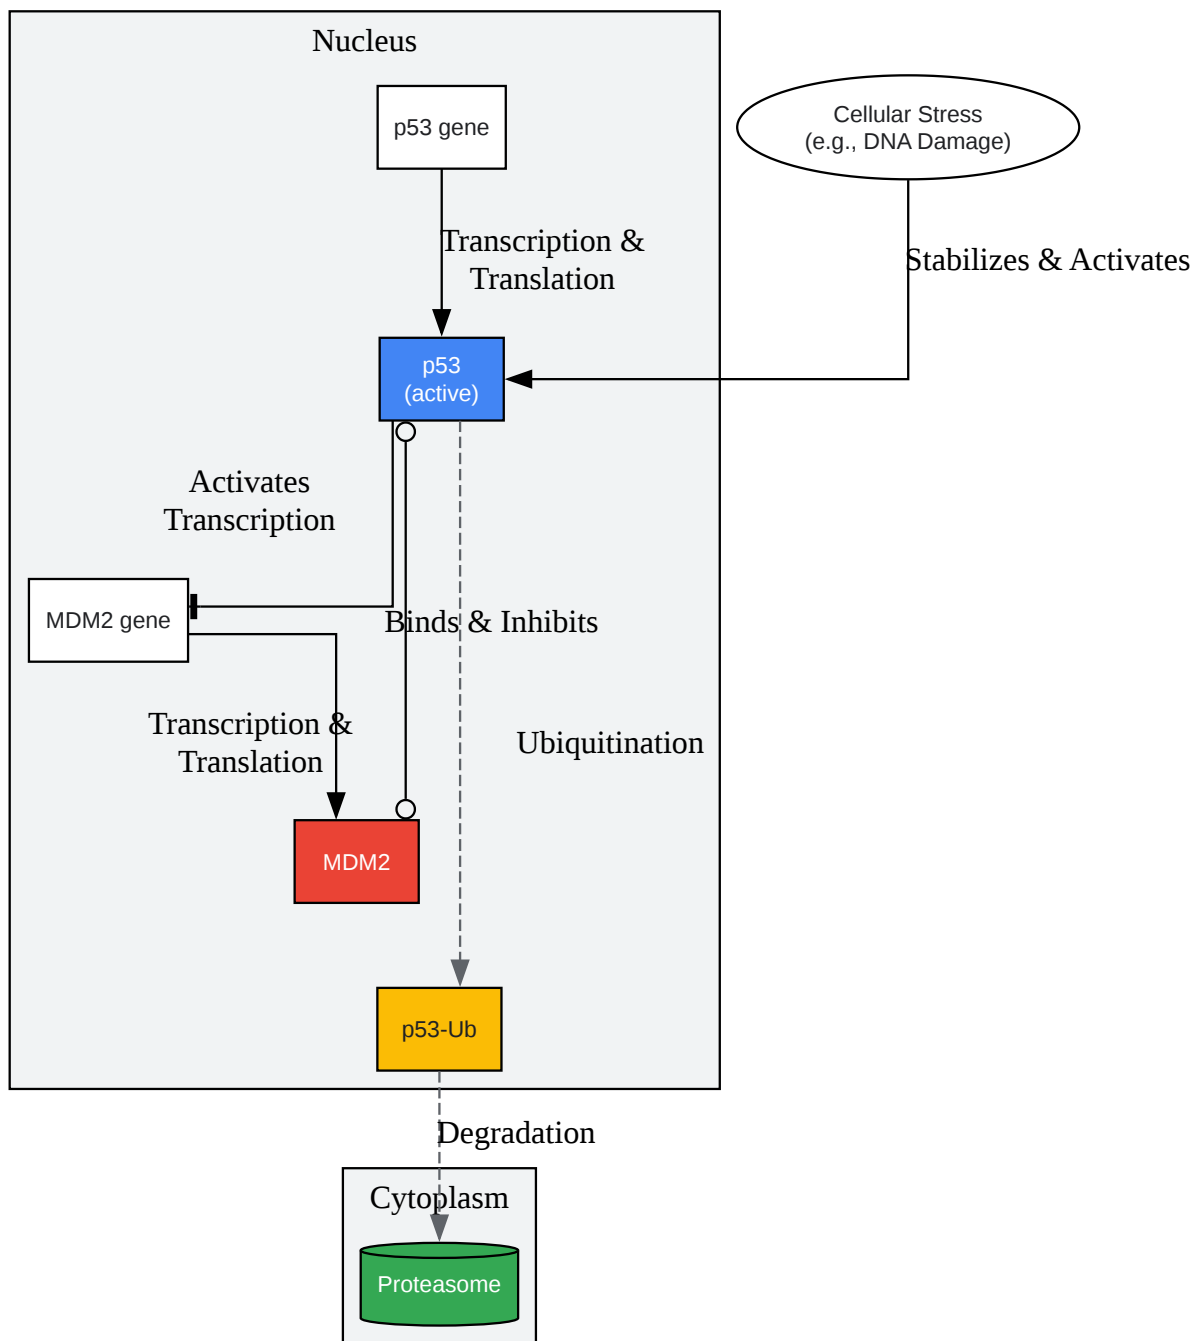 Nucleus
p53 gene
Cellular Stress
(e.g., DNA Damage)
Transcription &
Translation
Stabilizes & Activates
p53
(active)
Activates
Transcription
MDM2 gene
Binds & Inhibits
Transcription &
Translation
Ubiquitination
MDM2
p53-Ub
Degradation
Cytoplasm
Proteasome